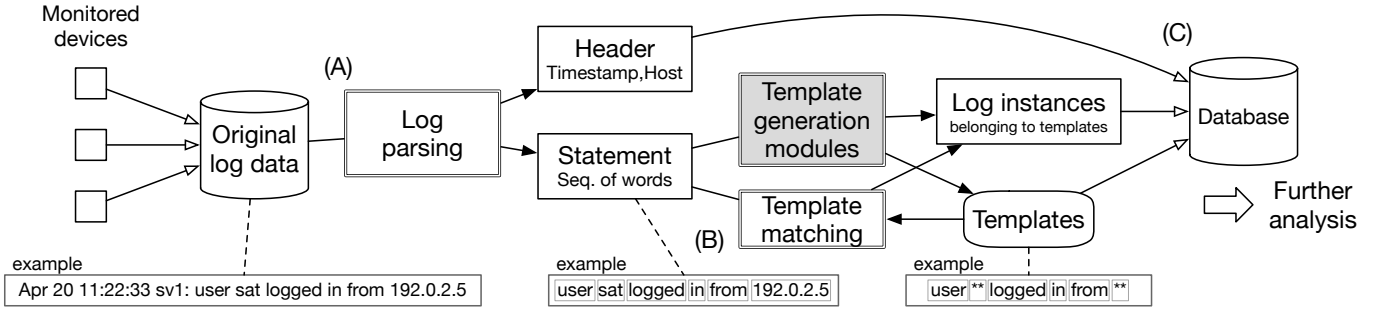 Monitored
devices
Original
log data
(A)
Log
parsing
Header
Timestamp,Host
Statement
Seq. of words
Template
generation
modules
Template
matching
(B)
Log instances
belonging to templates
Templates
(C)
Database
Further
analysis
example
Apr 20 11:22:33 sv1: user sat logged in from 192.0.2.5
example
user sat logged in from 192.0.2.5
example
user ** logged in from **